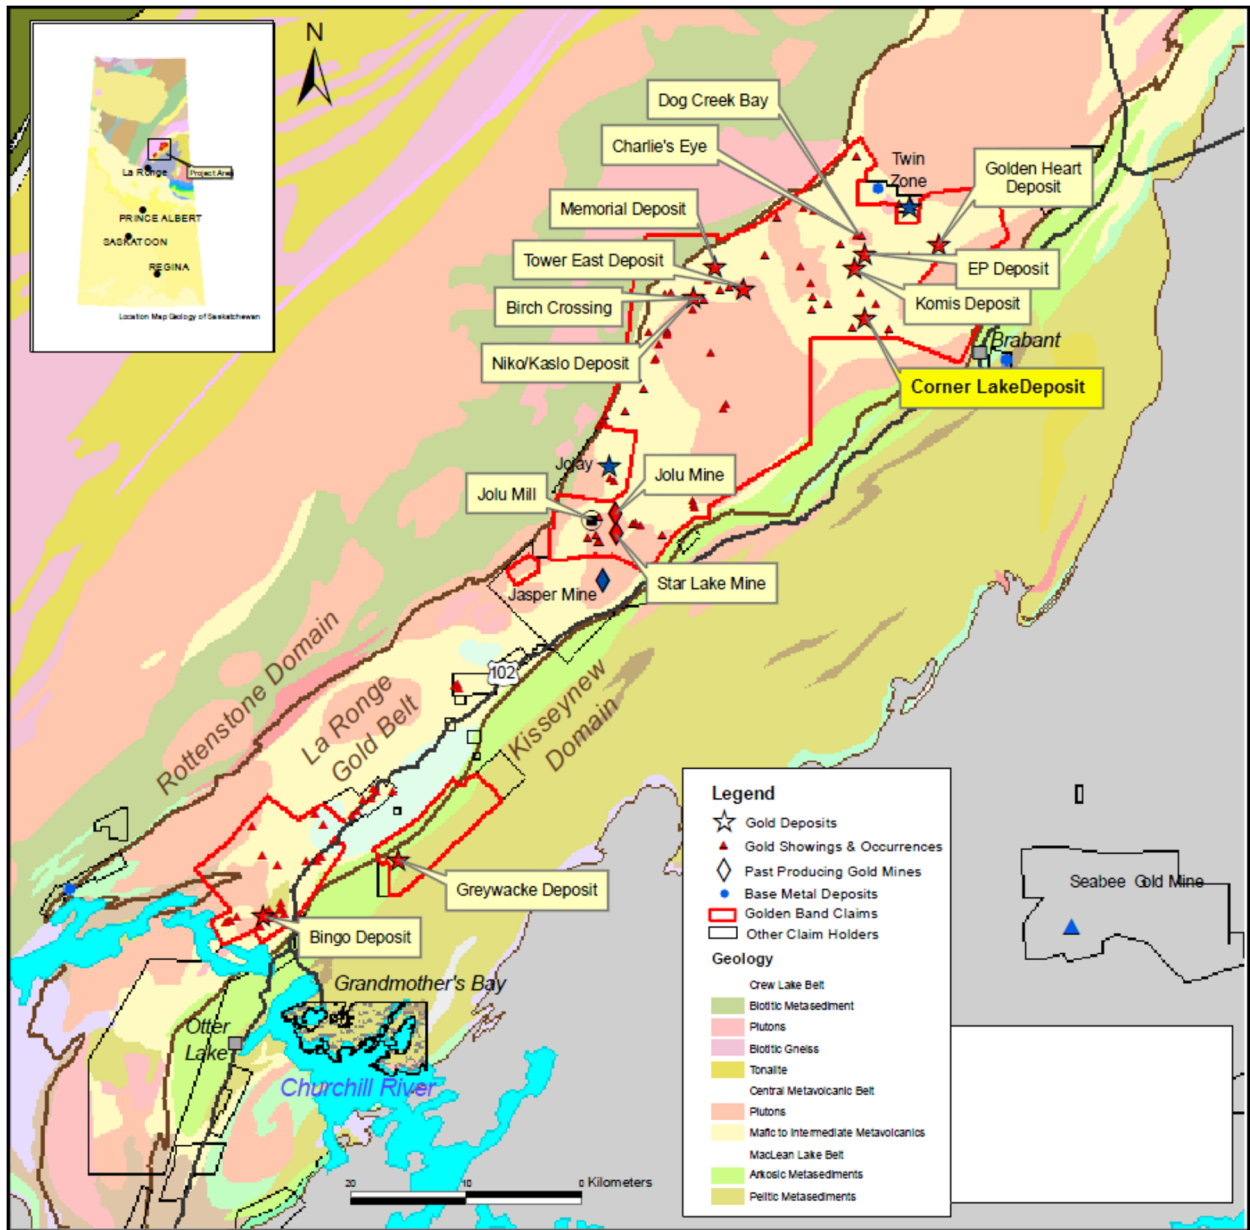 N
La Ronge
Project Area
PRINCE ALBERT
SASKATOON
REGINA
Location Map Geology of Saskatchewan
Dog Creek Bay
Charlie's Eye
Twin
Zone
Golden Heart
Deposit
Memorial Deposit
Tower East Deposit
EP Deposit
Birch Crossing
Komis Deposit
Niko/Kaslo Deposit
Brabant
Corner LakeDeposit
Jojay
Jolu Mill
Jolu Mine
Star Lake Mine
Jasper Mine
102
Rottenstone Domain
La Ronge
Gold Belt
Kisseynew
Domain
Greywacke Deposit
Bingo Deposit
Grandmother's Bay
Otter
Lake
Churchill River
Seabee Gold Mine
20 10 0 Kilometers
Legend
Gold Deposits
Gold Showings & Occurrences
Past Producing Gold Mines
Base Metal Deposits
Golden Band Claims
Other Claim Holders
Geology
Crew Lake Belt
Biotitic Metasediment
Plutons
Biotitic Gneiss
Tonalite
Central Metavolcanic Belt
Plutons
Mafic to Intermediate Metavolcanics
MacLean Lake Belt
Arkosic Metasediments
Pelitic Metasediments